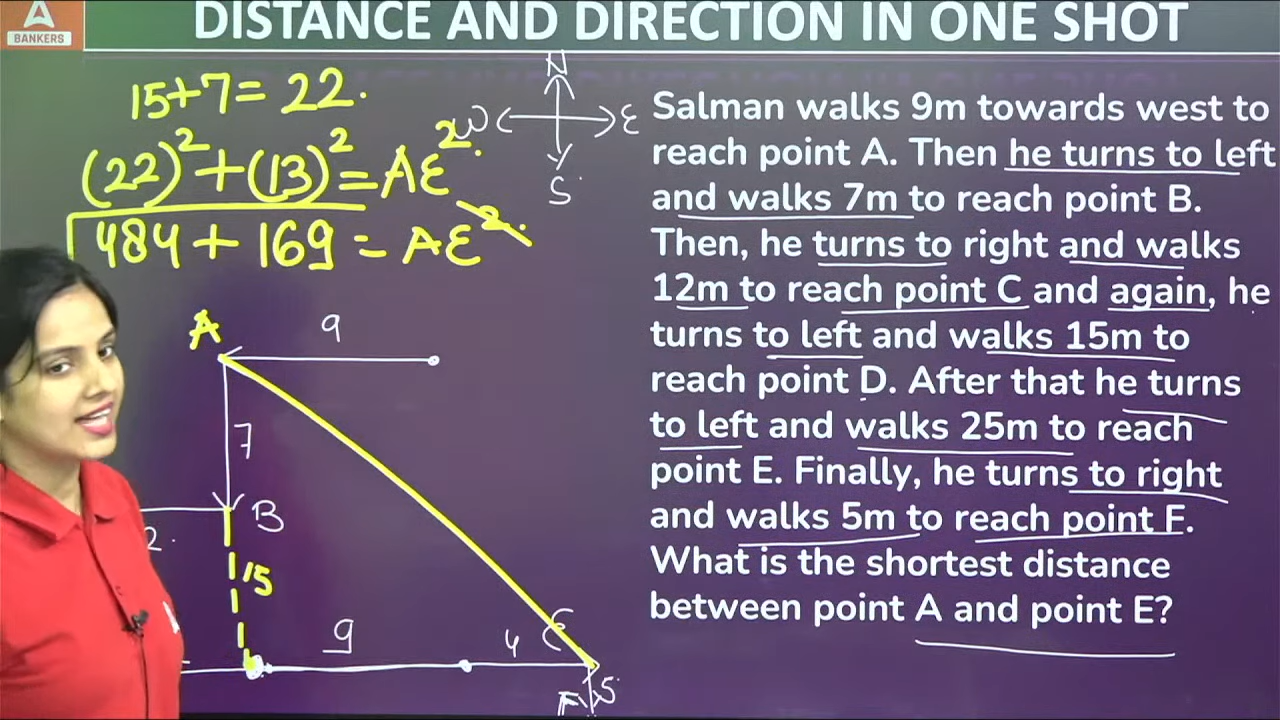 A
BANKERS
DISTANCE AND DIRECTION IN ONE SHOT
15+7=22.
(22)²+(13)²=AE².
484+169=AE²
N
W E
S
A
9
7
B
2.
15
9
4
E
F
5
Salman walks 9m towards west to
reach point A. Then he turns to left
and walks 7m to reach point B.
Then, he turns to right and walks
12m to reach point C and again, he
turns to left and walks 15m to
reach point D. After that he turns
to left and walks 25m to reach
point E. Finally, he turns to right
and walks 5m to reach point F.
What is the shortest distance
between point A and point E?